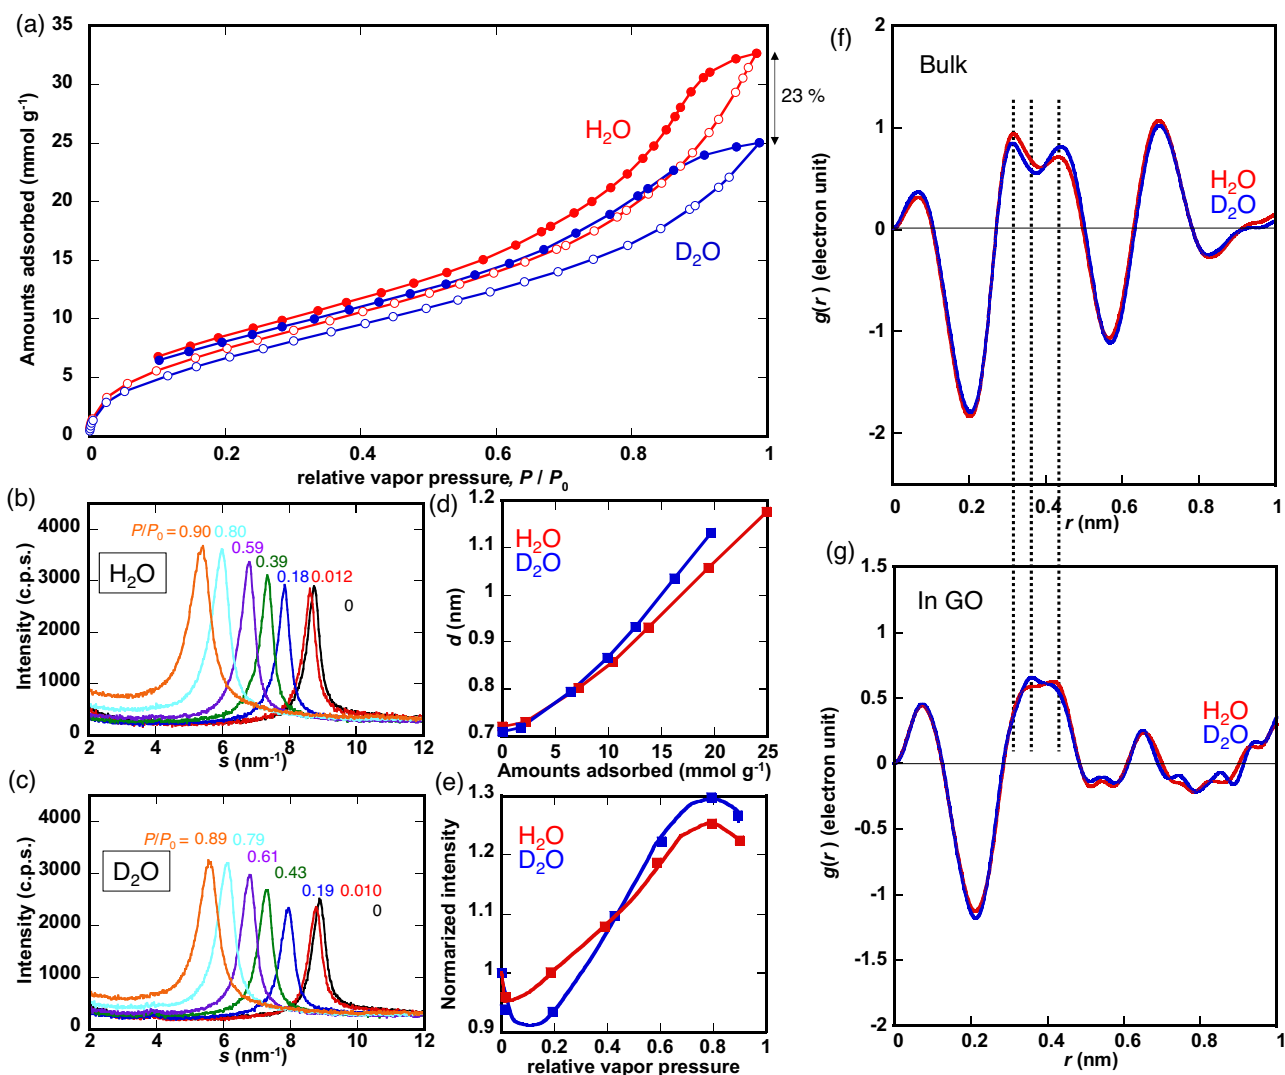 (a)
35
30
25
20
15
10
5
0
Amounts adsorbed (mmol g-1)
H2O
D2O
23 %
0 0.2 0.4 0.6 0.8 1
relative vapor pressure, P / P0
(b)
4000
3000
2000
1000
0
Intensity (c.p.s.)
P/P0 = 0.90 0.80
0.59
0.39
0.18 0.012
0
H2O
2 4 6 8 10 12
s (nm-1)
(c)
4000
3000
2000
1000
0
Intensity (c.p.s.)
P/P0 = 0.89 0.79
0.61
0.43
0.19 0.010
0
D2O
2 4 6 8 10 12
s (nm-1)
(d)
1.2
1.1
1
0.9
0.8
0.7
d (nm)
H2O
D2O
0 5 10 15 20 25
Amounts adsorbed (mmol g-1)
(e)
1.3
1.2
1.1
1
0.9
Normarized intensity
H2O
D2O
0 0.2 0.4 0.6 0.8 1
relative vapor pressure
(f)
2
1
0
-1
-2
g(r ) (electron unit)
Bulk
H2O
D2O
0 0.2 0.4 0.6 0.8 1
r (nm)
(g)
1.5
1
0.5
0
-0.5
-1
-1.5
-2
g(r ) (electron unit)
In GO
H2O
D2O
0 0.2 0.4 0.6 0.8 1
r (nm)